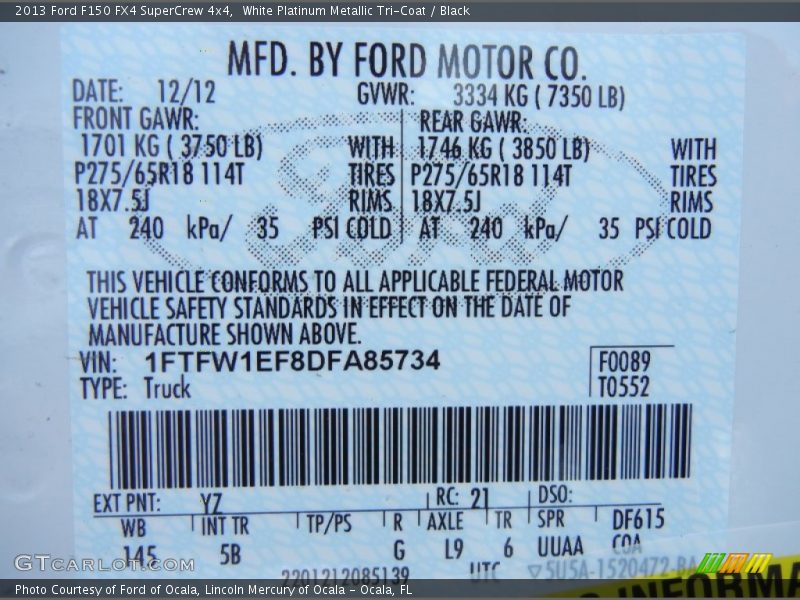 2013 Ford F150 FX4 SuperCrew 4x4, White Platinum Metallic Tri-Coat / Black
MFD. BY FORD MOTOR CO.
DATE: 12/12 GVWR: 3334 KG ( 7350 LB)
FRONT GAWR: REAR GAWR:
1701 KG ( 3750 LB) WITH 1746 KG ( 3850 LB) WITH
P275/65R18 114T TIRES P275/65R18 114T TIRES
18X7.5J RIMS 18X7.5J RIMS
AT 240 kPa/ 35 PSI COLD AT 240 kPa/ 35 PSI COLD
THIS VEHICLE CONFORMS TO ALL APPLICABLE FEDERAL MOTOR
VEHICLE SAFETY STANDARDS IN EFFECT ON THE DATE OF
MANUFACTURE SHOWN ABOVE.
VIN: 1FTFW1EF8DFA85734 F0089
TYPE: Truck T0552
EXT PNT: YZ RC: 21 DSO:
WB INT TR TP/PS R AXLE TR SPR DF615
145 5B G L9 6 UUAA COA
2201212085139 UTC ▽5U5A-1520472-BA
INFORMA
GTCarLot.com
Photo Courtesy of Ford of Ocala, Lincoln Mercury of Ocala - Ocala, FL